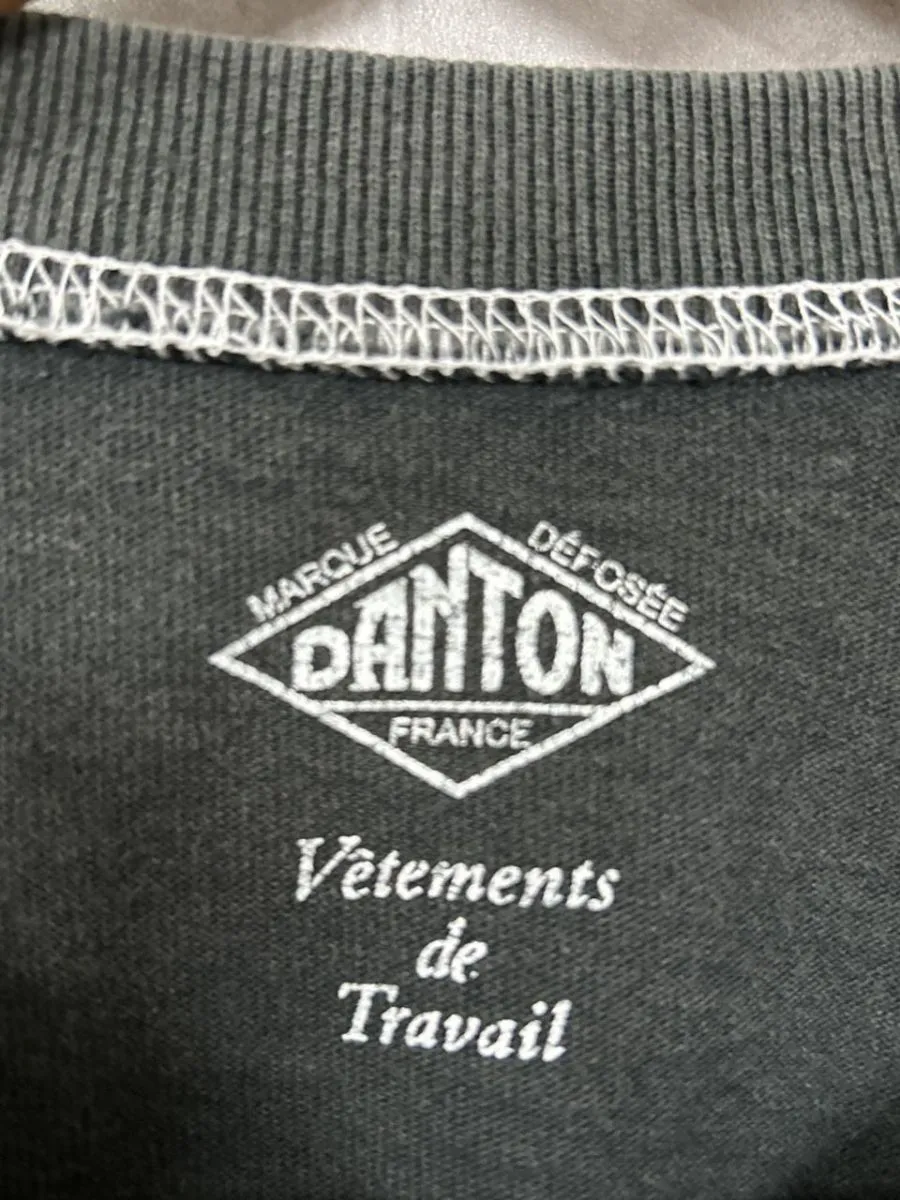 MARQUE DÉPOSÉE
DANTON
FRANCE
Vêtements
de
Travail